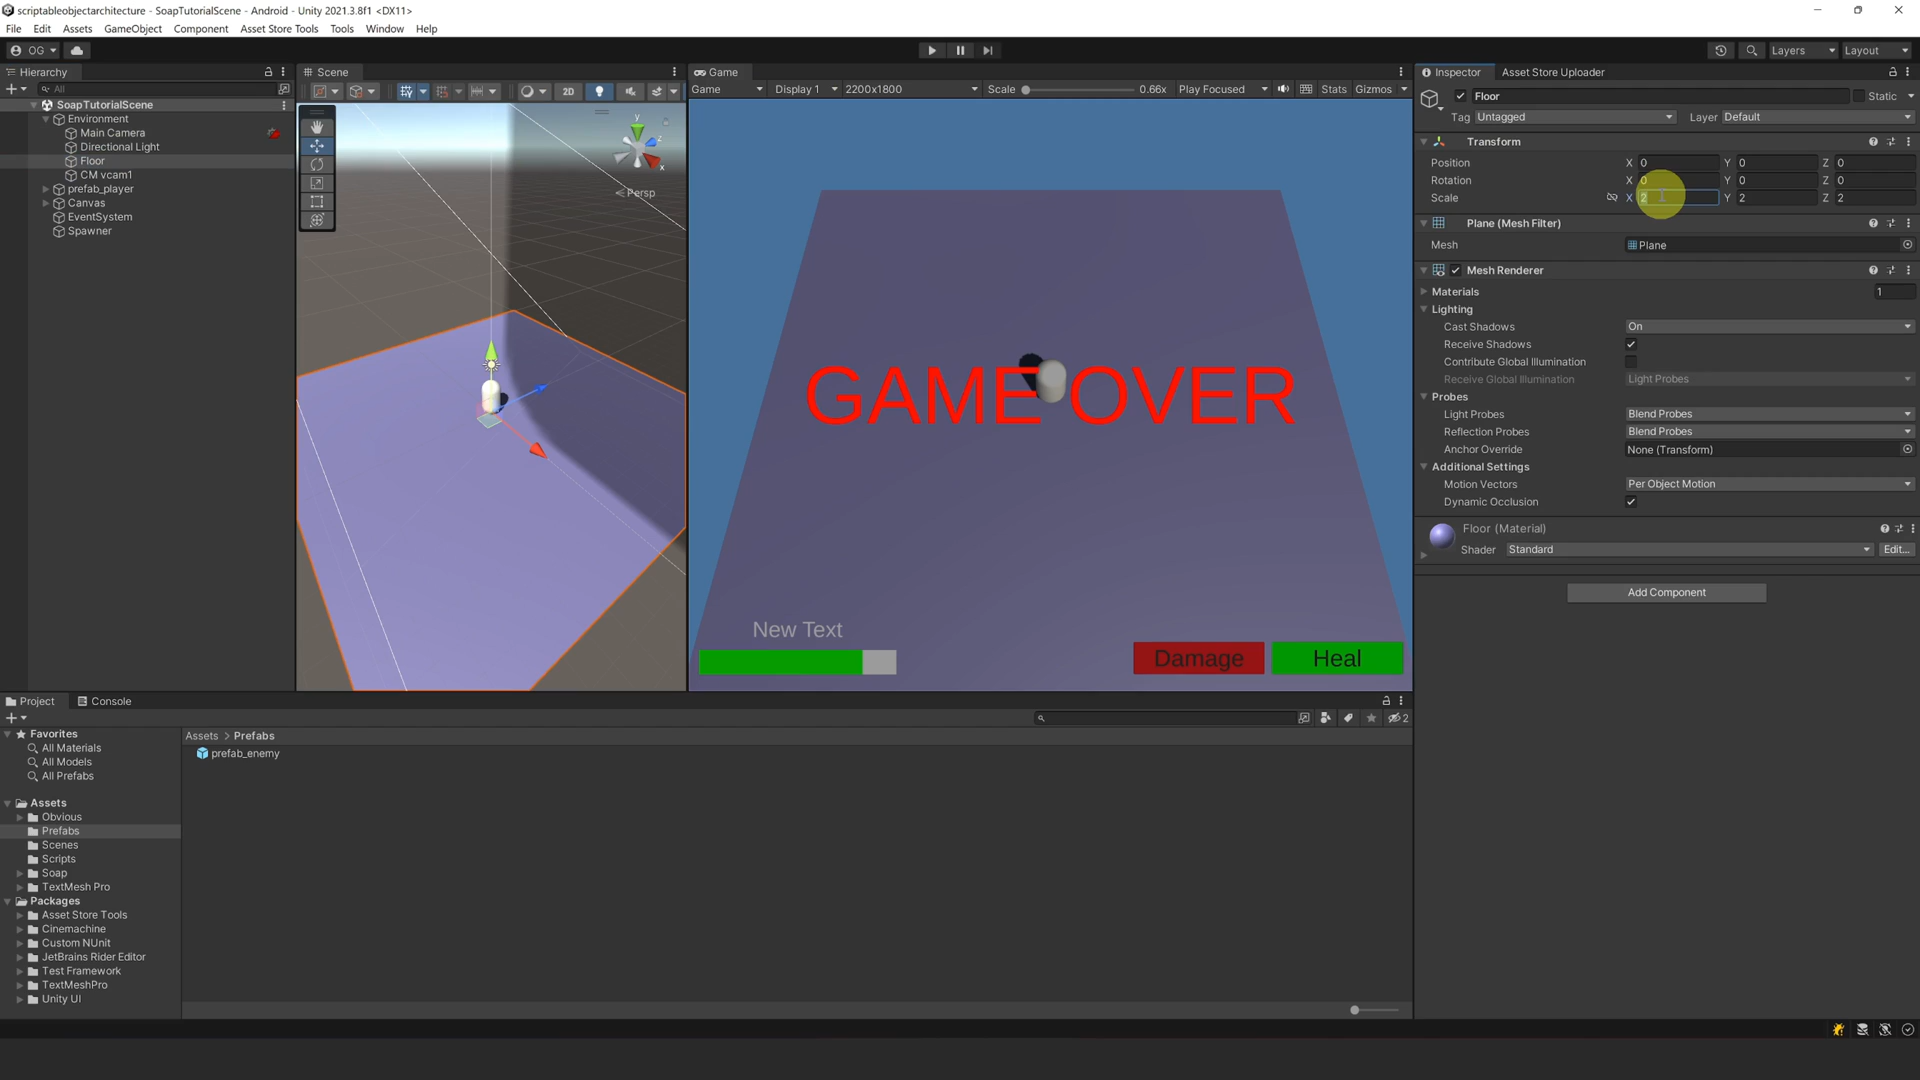 scriptableobjectarchitecture - SoapTutorialScene - Android - Unity 2021.3.8f1 <DX11>
File Edit Assets GameObject Component Asset Store Tools Tools Window Help
OG Layers Layout
Hierarchy
All
SoapTutorialScene
Environment
Main Camera
Directional Light
Floor
CM vcam1
prefab_player
Canvas
EventSystem
Spawner
Scene
2D
y
z
x
Persp
Game
Game Display 1 2200x1800 Scale 0.66x Play Focused Stats Gizmos
GAME OVER
New Text
Damage Heal
Inspector Asset Store Uploader
Floor Static
Tag Untagged Layer Default
Transform
Position X 0 Y 0 Z 0
Rotation X 0 Y 0 Z 0
Scale X 2 Y 2 Z 2
Plane (Mesh Filter)
Mesh Plane
Mesh Renderer
Materials 1
Lighting
Cast Shadows On
Receive Shadows
Contribute Global Illumination
Receive Global Illumination Light Probes
Probes
Light Probes Blend Probes
Reflection Probes Blend Probes
Anchor Override None (Transform)
Additional Settings
Motion Vectors Per Object Motion
Dynamic Occlusion
Floor (Material)
Shader Standard Edit...
Add Component
Project Console
2
Favorites
All Materials
All Models
All Prefabs
Assets
Obvious
Prefabs
Scenes
Scripts
Soap
TextMesh Pro
Packages
Asset Store Tools
Cinemachine
Custom NUnit
JetBrains Rider Editor
Test Framework
TextMeshPro
Unity UI
Assets > Prefabs
prefab_enemy